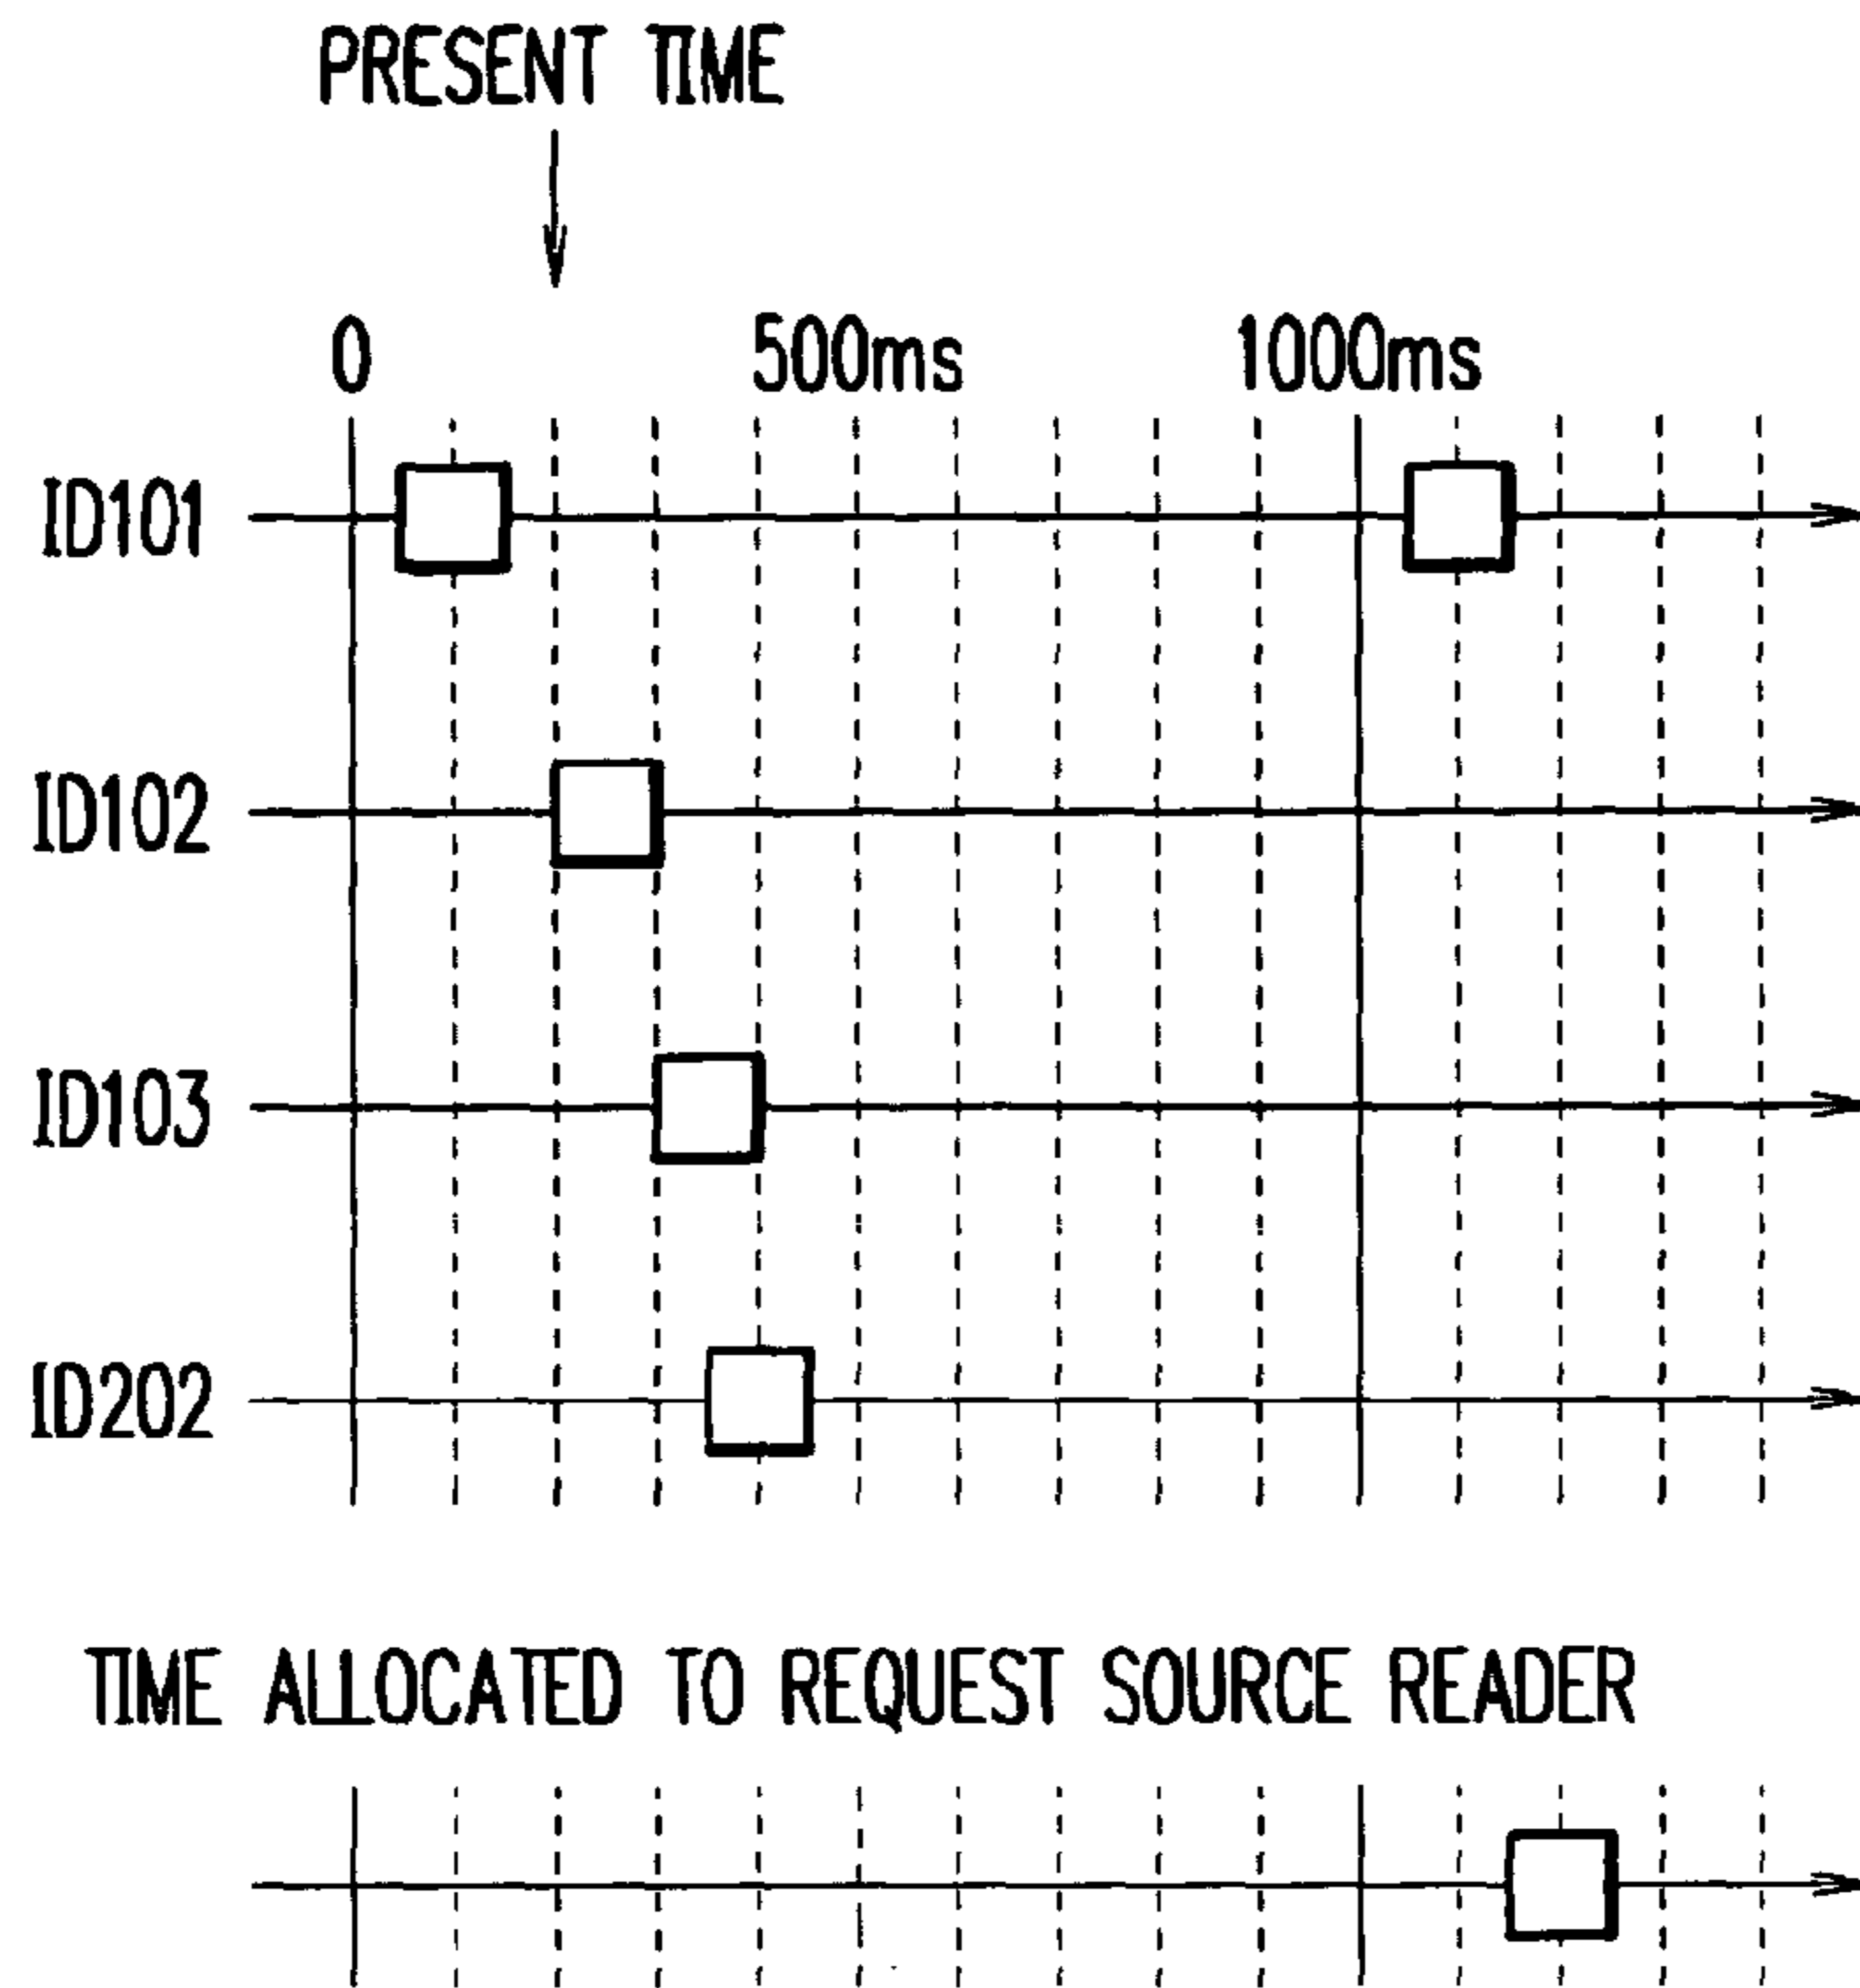 PRESENT TIME
0 500ms 1000ms
ID101
ID102
ID103
ID202
TIME ALLOCATED TO REQUEST SOURCE READER